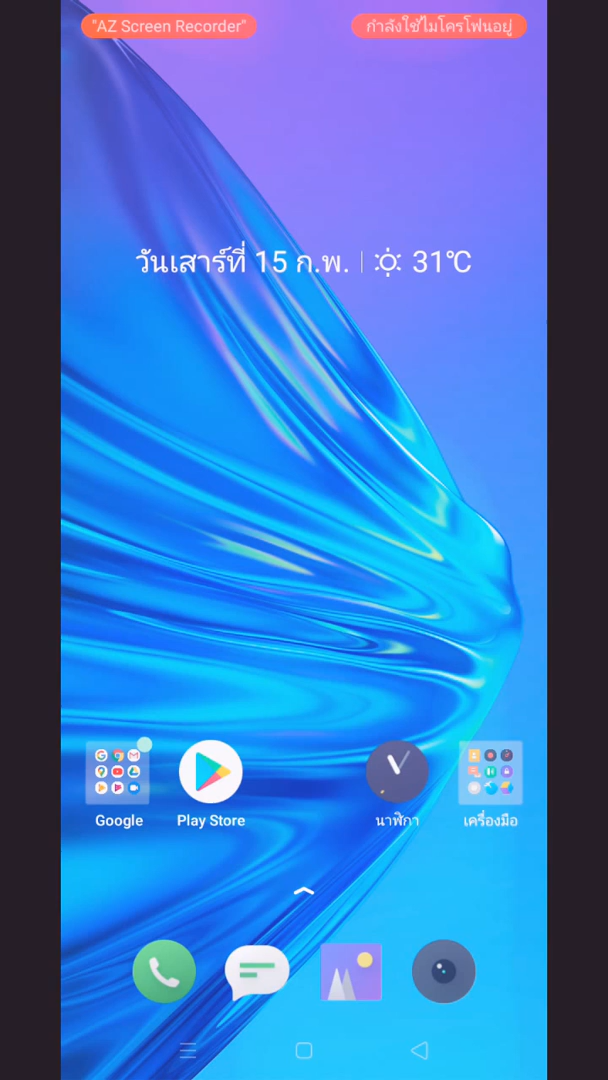 "AZ Screen Recorder"
กำลังใช้ไมโครโฟนอยู่
วันเสาร์ที่ 15 ก.พ. | 31°C
Google
Play Store
นาฬิกา
เครื่องมือ